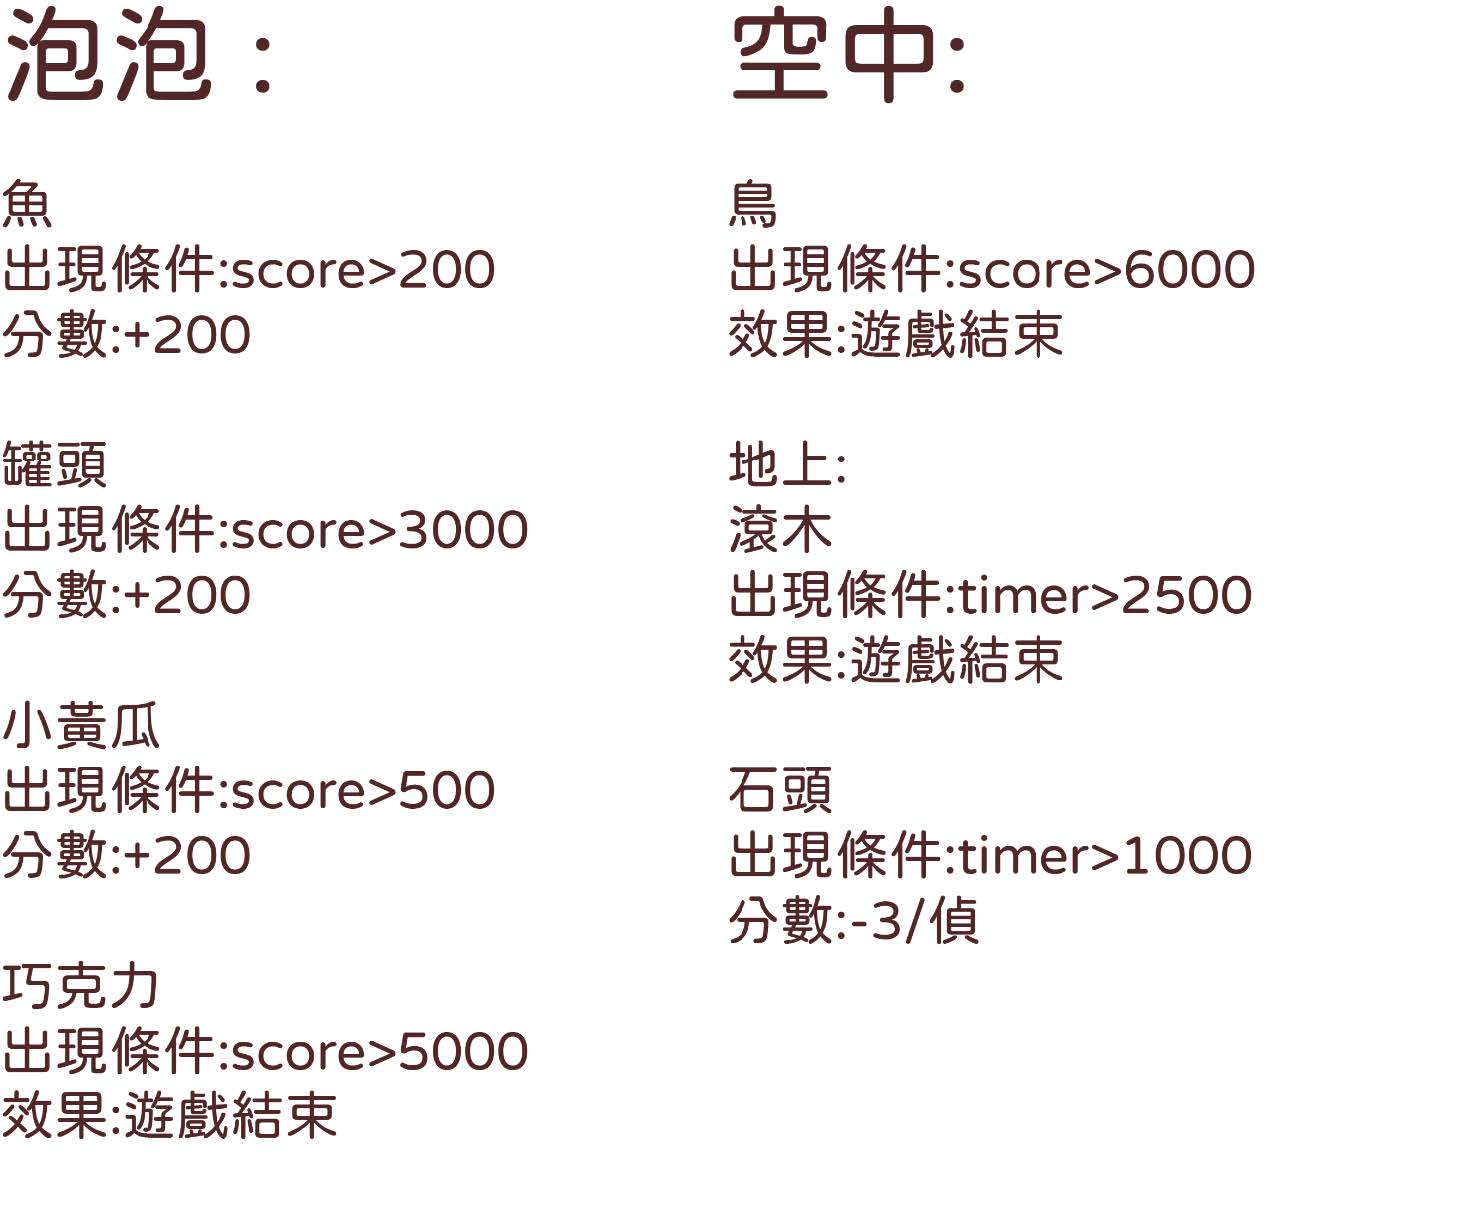 泡泡 :
魚
出現條件:score>200
分數:+200
罐頭
出現條件:score>3000
分數:+200
小黃瓜
出現條件:score>500
分數:+200
巧克力
出現條件:score>5000
效果:遊戲結束
空中:
鳥
出現條件:score>6000
效果:遊戲結束
地上:
滾木
出現條件:timer>2500
效果:遊戲結束
石頭
出現條件:timer>1000
分數:-3/偵